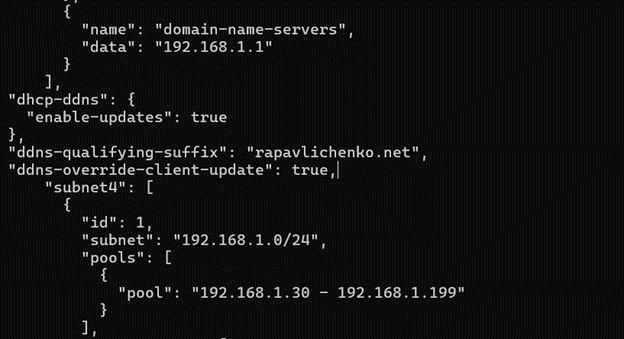 {
"name": "domain-name-servers",
"data": "192.168.1.1"
}
],
"dhcp-ddns": {
"enable-updates": true
},
"ddns-qualifying-suffix": "rapavlichenko.net",
"ddns-override-client-update": true,
"subnet4": [
{
"id": 1,
"subnet": "192.168.1.0/24",
"pools": [
{
"pool": "192.168.1.30 - 192.168.1.199"
}
],